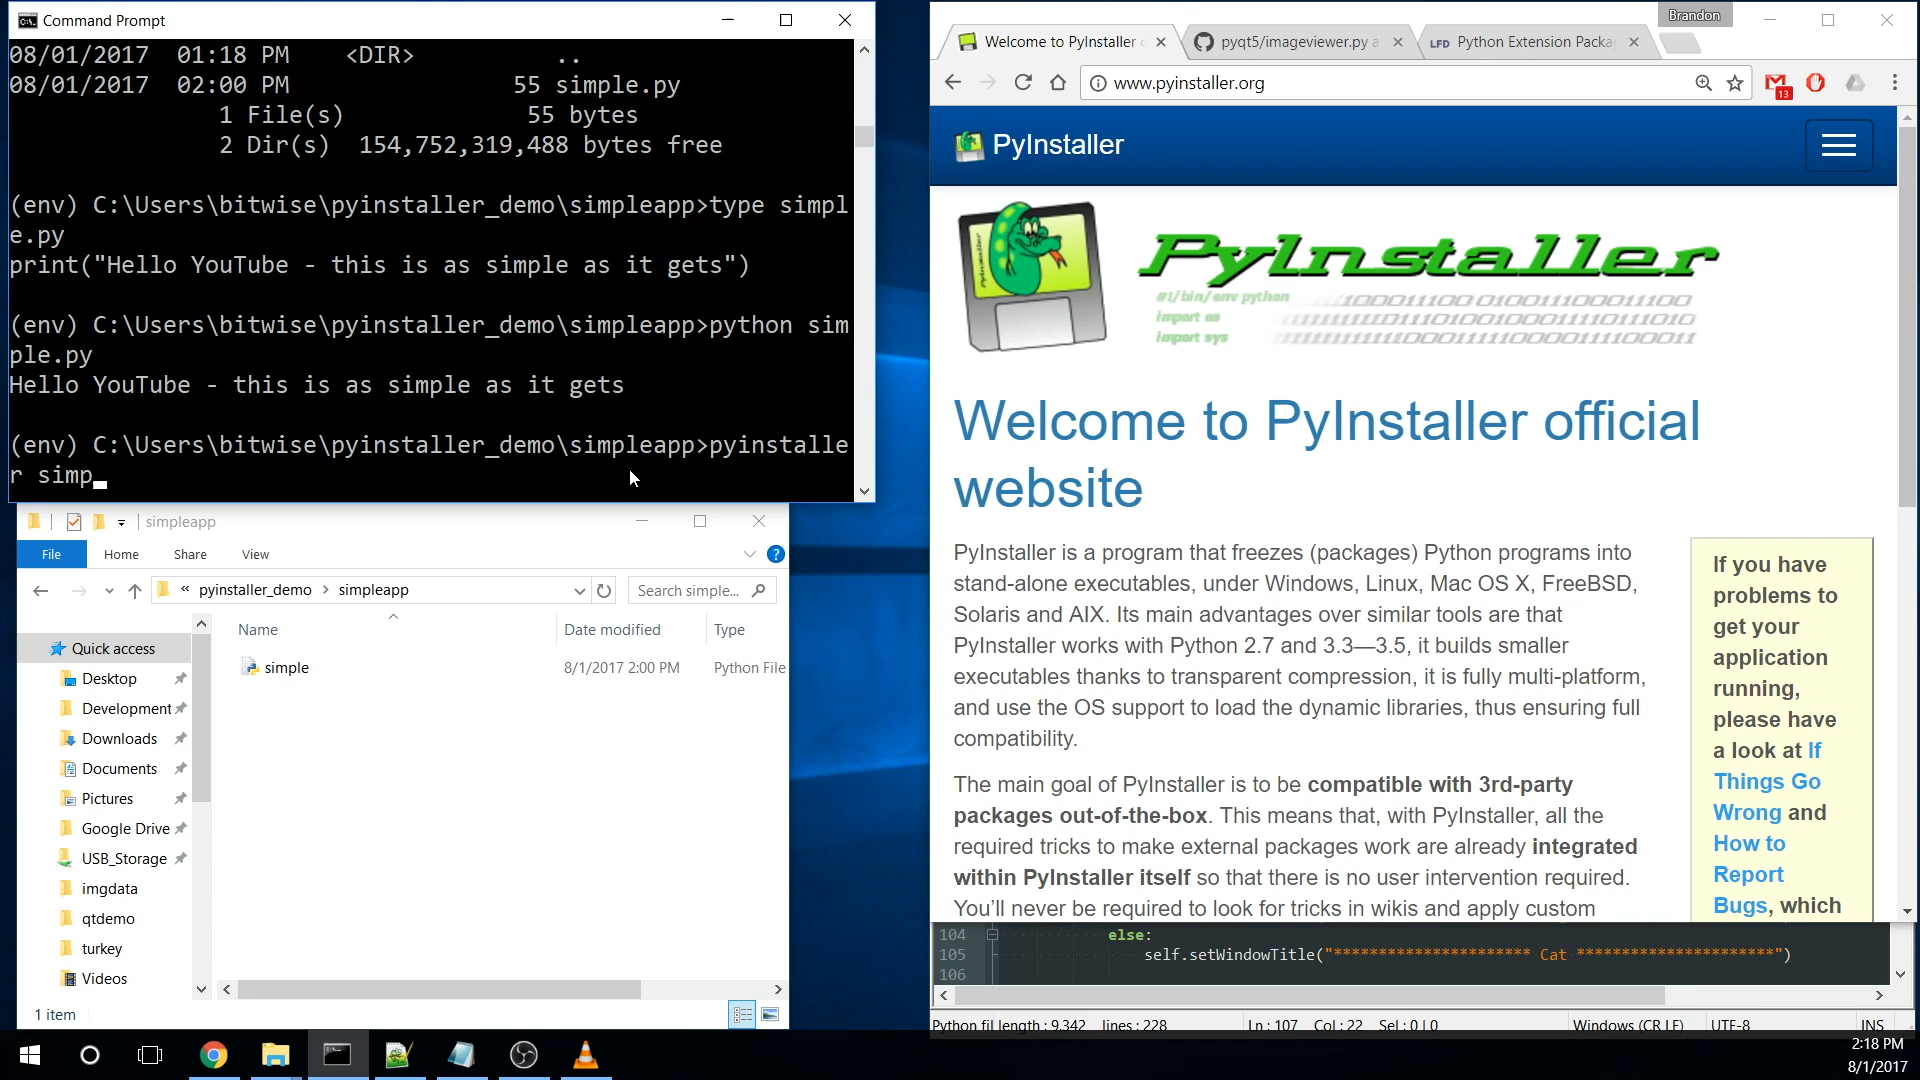 Command Prompt
08/01/2017  01:18 PM    <DIR>          ..
08/01/2017  02:00 PM                55 simple.py
1 File(s)             55 bytes
2 Dir(s)  154,752,319,488 bytes free
(env) C:\Users\bitwise\pyinstaller_demo\simpleapp>type simpl
e.py
print("Hello YouTube - this is as simple as it gets")
(env) C:\Users\bitwise\pyinstaller_demo\simpleapp>python sim
ple.py
Hello YouTube - this is as simple as it gets
(env) C:\Users\bitwise\pyinstaller_demo\simpleapp>pyinstalle
r simp_
simpleapp
File Home Share View
« pyinstaller_demo > simpleapp
Search simple...
Name Date modified Type
simple 8/1/2017 2:00 PM Python File
Quick access
Desktop
Development
Downloads
Documents
Pictures
Google Drive
USB_Storage
imgdata
qtdemo
turkey
Videos
1 item
Brandon
Welcome to PyInstaller
pyqt5/imageviewer.py a
LFD Python Extension Packa
www.pyinstaller.org
13
PyInstaller
PyInstaller
PyInstaller
#!/bin/env python
import os
import sys
Welcome to PyInstaller official
website
PyInstaller is a program that freezes (packages) Python programs into
stand-alone executables, under Windows, Linux, Mac OS X, FreeBSD,
Solaris and AIX. Its main advantages over similar tools are that
PyInstaller works with Python 2.7 and 3.3—3.5, it builds smaller
executables thanks to transparent compression, it is fully multi-platform,
and use the OS support to load the dynamic libraries, thus ensuring full
compatibility.
The main goal of PyInstaller is to be compatible with 3rd-party
packages out-of-the-box. This means that, with PyInstaller, all the
required tricks to make external packages work are already integrated
within PyInstaller itself so that there is no user intervention required.
You'll never be required to look for tricks in wikis and apply custom
If you have
problems to
get your
application
running,
please have
a look at If
Things Go
Wrong and
How to
Report
Bugs, which
104 else:
105 self.setWindowTitle("********************** Cat **********************")
106
Python fil length : 9,342 lines : 228 Ln : 107 Col : 22 Sel : 0 | 0 Windows (CR LF) UTF-8 INS
2:18 PM
8/1/2017